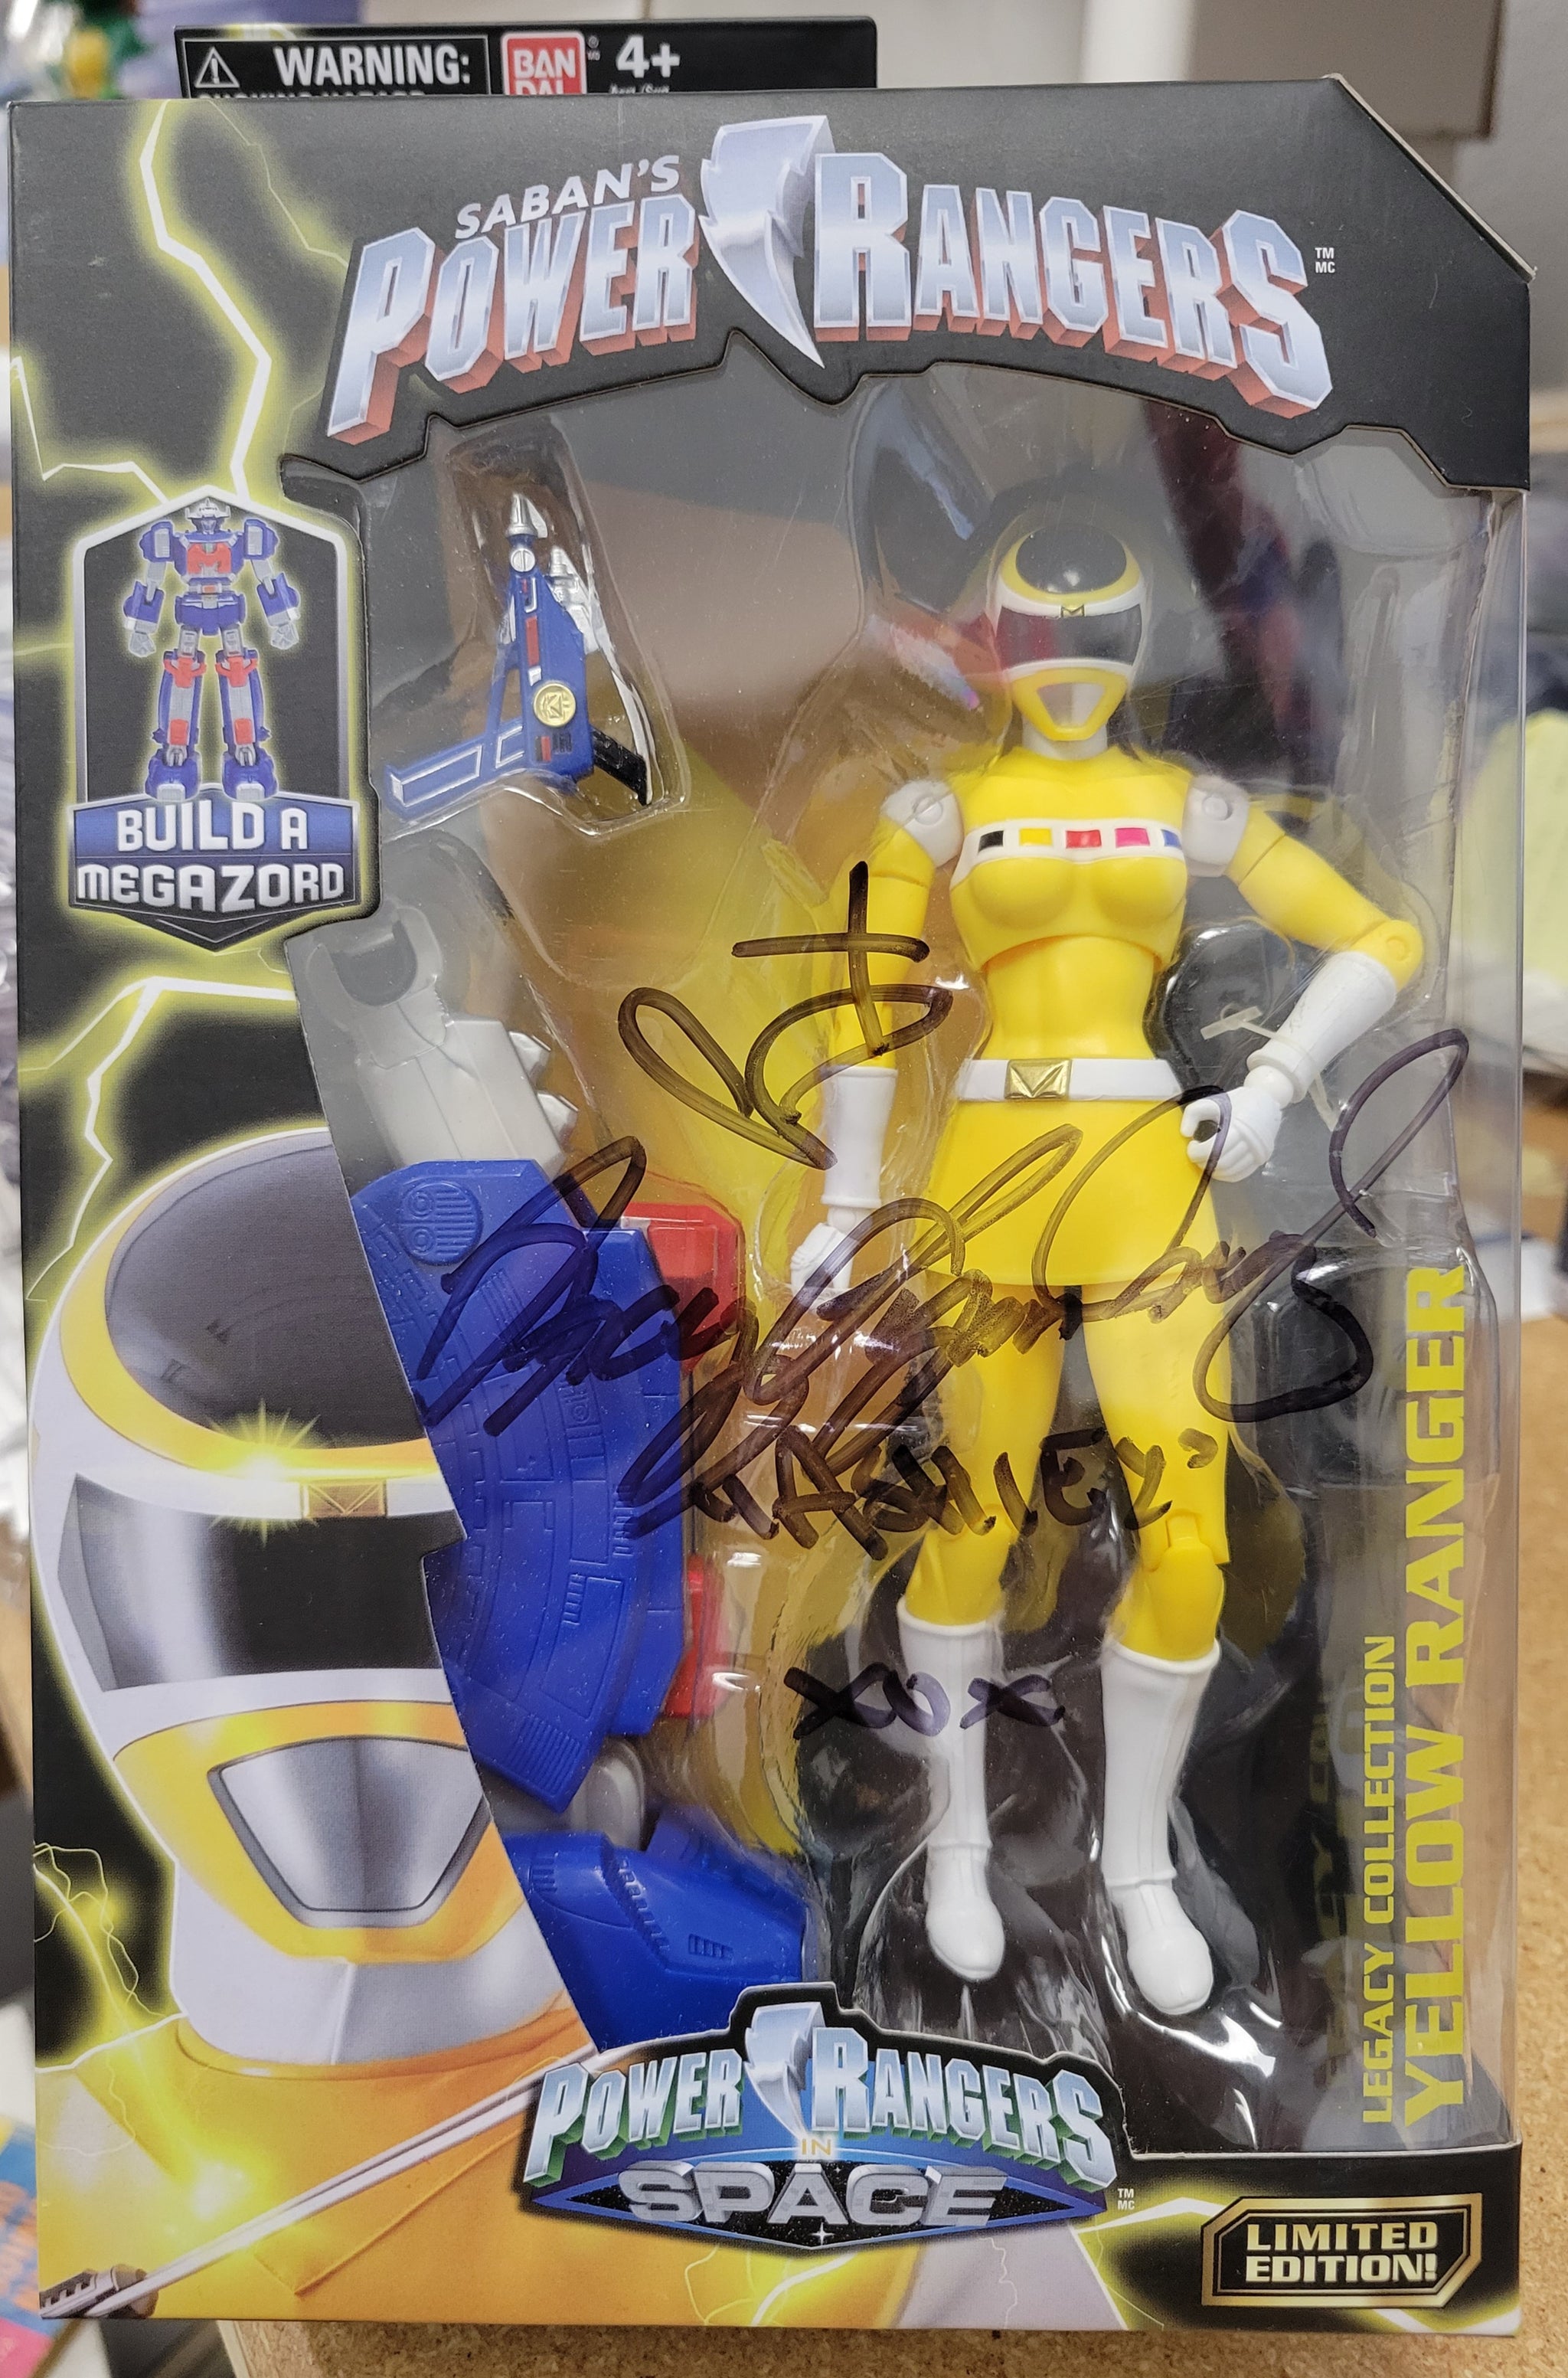 WARNING:
BAN
DAI
4+
SABAN'S
POWER RANGERS
TM
MC
BUILD A
MEGAZORD
"ASHLEY"
XOX
LEGACY COLLECTION
YELLOW RANGER
POWER RANGERS
IN
SPACE
TM
MC
LIMITED
EDITION!